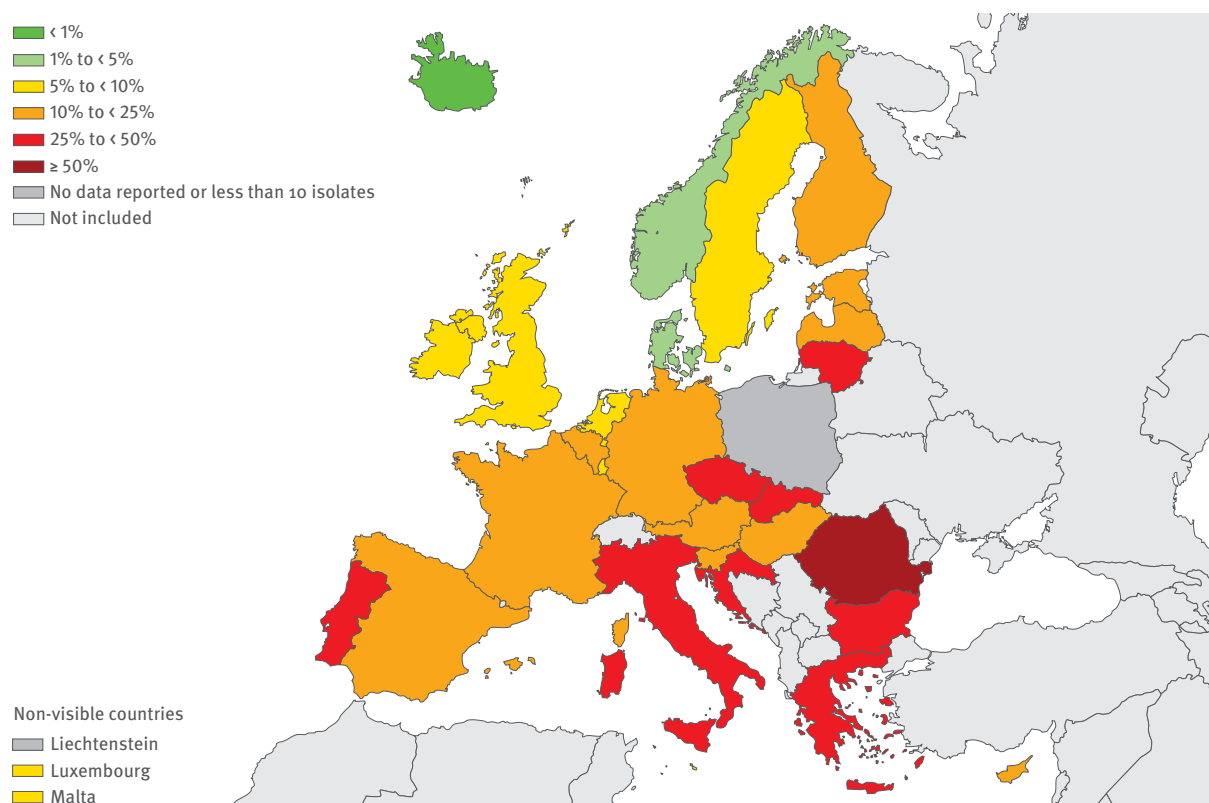 < 1%
1% to < 5%
5% to < 10%
10% to < 25%
25% to < 50%
≥ 50%
No data reported or less than 10 isolates
Not included
Non-visible countries
Liechtenstein
Luxembourg
Malta